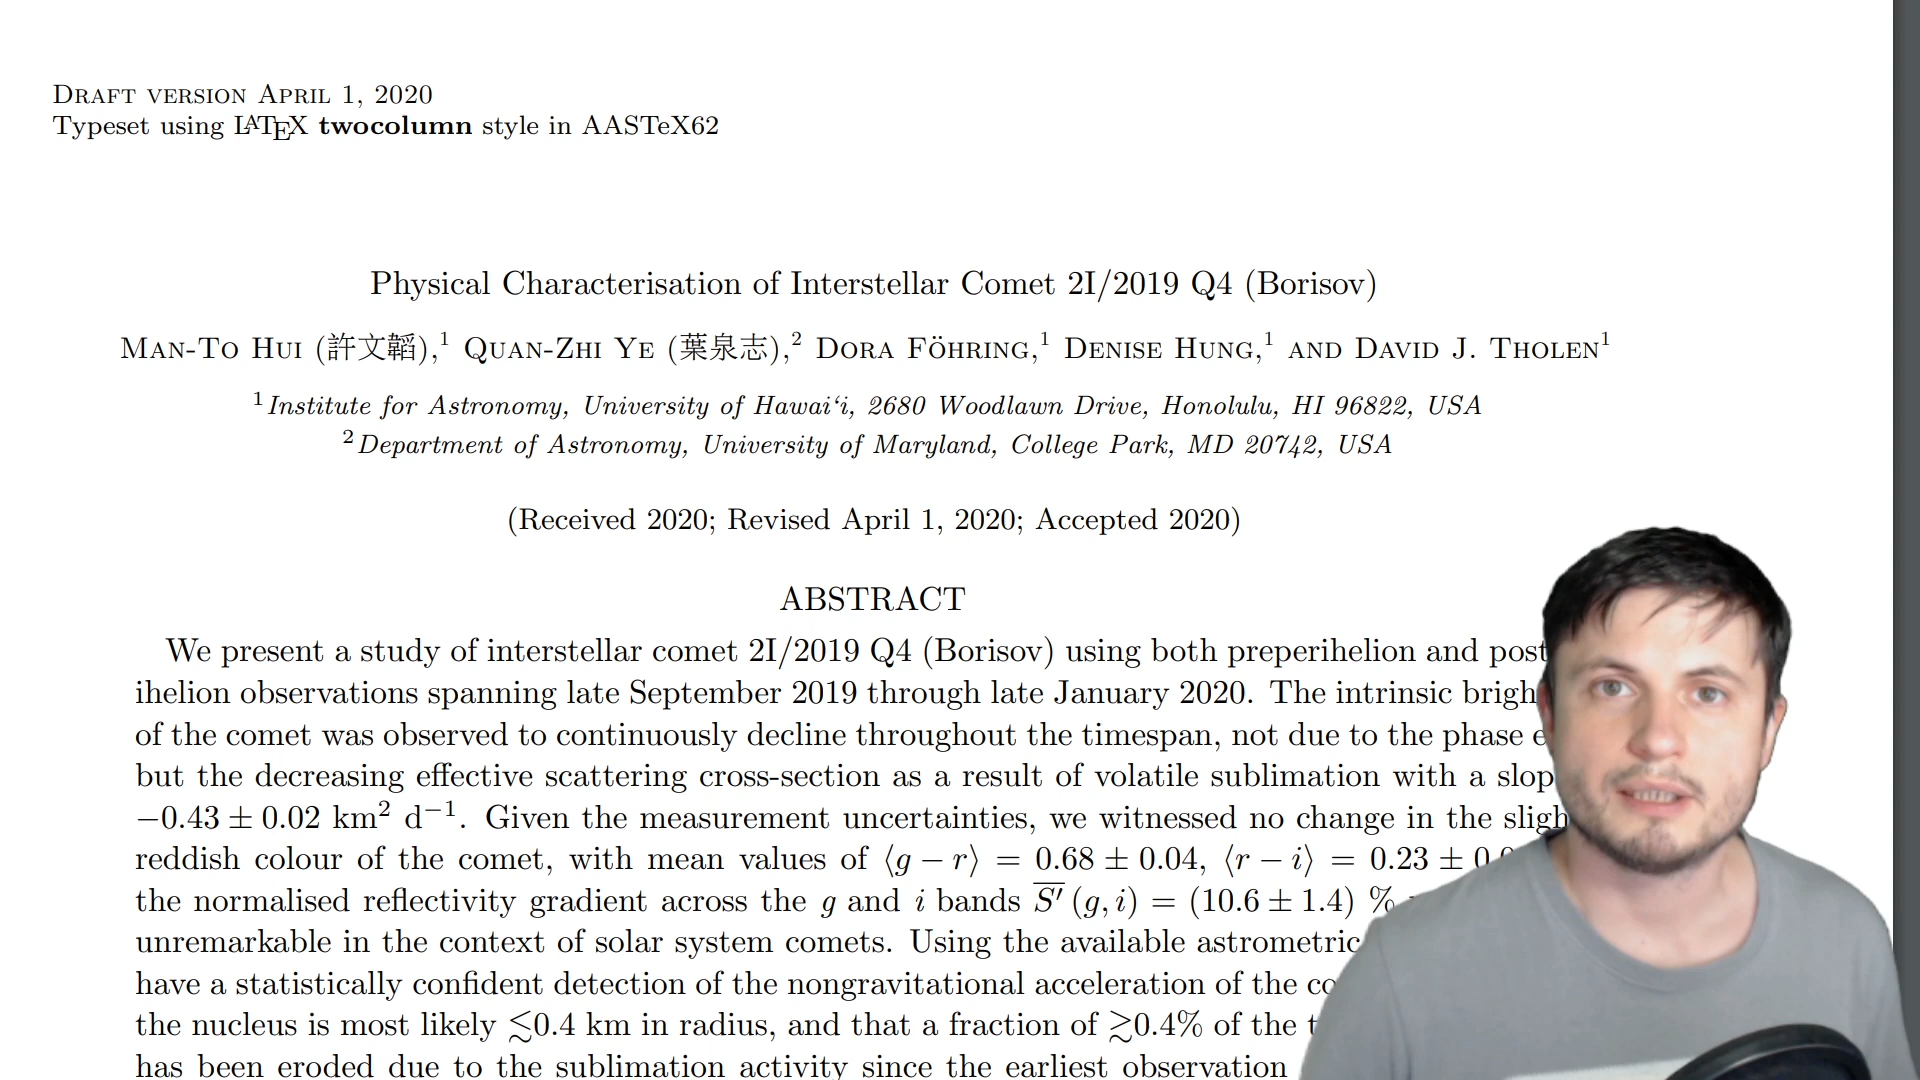 Draft version April 1, 2020
Typeset using LATEX twocolumn style in AASTeX62
Physical Characterisation of Interstellar Comet 2I/2019 Q4 (Borisov)
Man-To Hui (許文韜),1 Quan-Zhi Ye (葉泉志),2 Dora Föhring,1 Denise Hung,1 and David J. Tholen1
1 Institute for Astronomy, University of Hawai‘i, 2680 Woodlawn Drive, Honolulu, HI 96822, USA
2 Department of Astronomy, University of Maryland, College Park, MD 20742, USA
(Received 2020; Revised April 1, 2020; Accepted 2020)
ABSTRACT
We present a study of interstellar comet 2I/2019 Q4 (Borisov) using both preperihelion and post
ihelion observations spanning late September 2019 through late January 2020. The intrinsic brigh
of the comet was observed to continuously decline throughout the timespan, not due to the phase e
but the decreasing effective scattering cross-section as a result of volatile sublimation with a slop
−0.43 ± 0.02 km² d⁻¹. Given the measurement uncertainties, we witnessed no change in the sligh
reddish colour of the comet, with mean values of ⟨g − r⟩ = 0.68 ± 0.04, ⟨r − i⟩ = 0.23 ± 0.0
the normalised reflectivity gradient across the g and i bands S′ (g, i) = (10.6 ± 1.4) %
unremarkable in the context of solar system comets. Using the available astrometric
have a statistically confident detection of the nongravitational acceleration of the co
the nucleus is most likely ≲0.4 km in radius, and that a fraction of ≳0.4% of the t
has been eroded due to the sublimation activity since the earliest observation